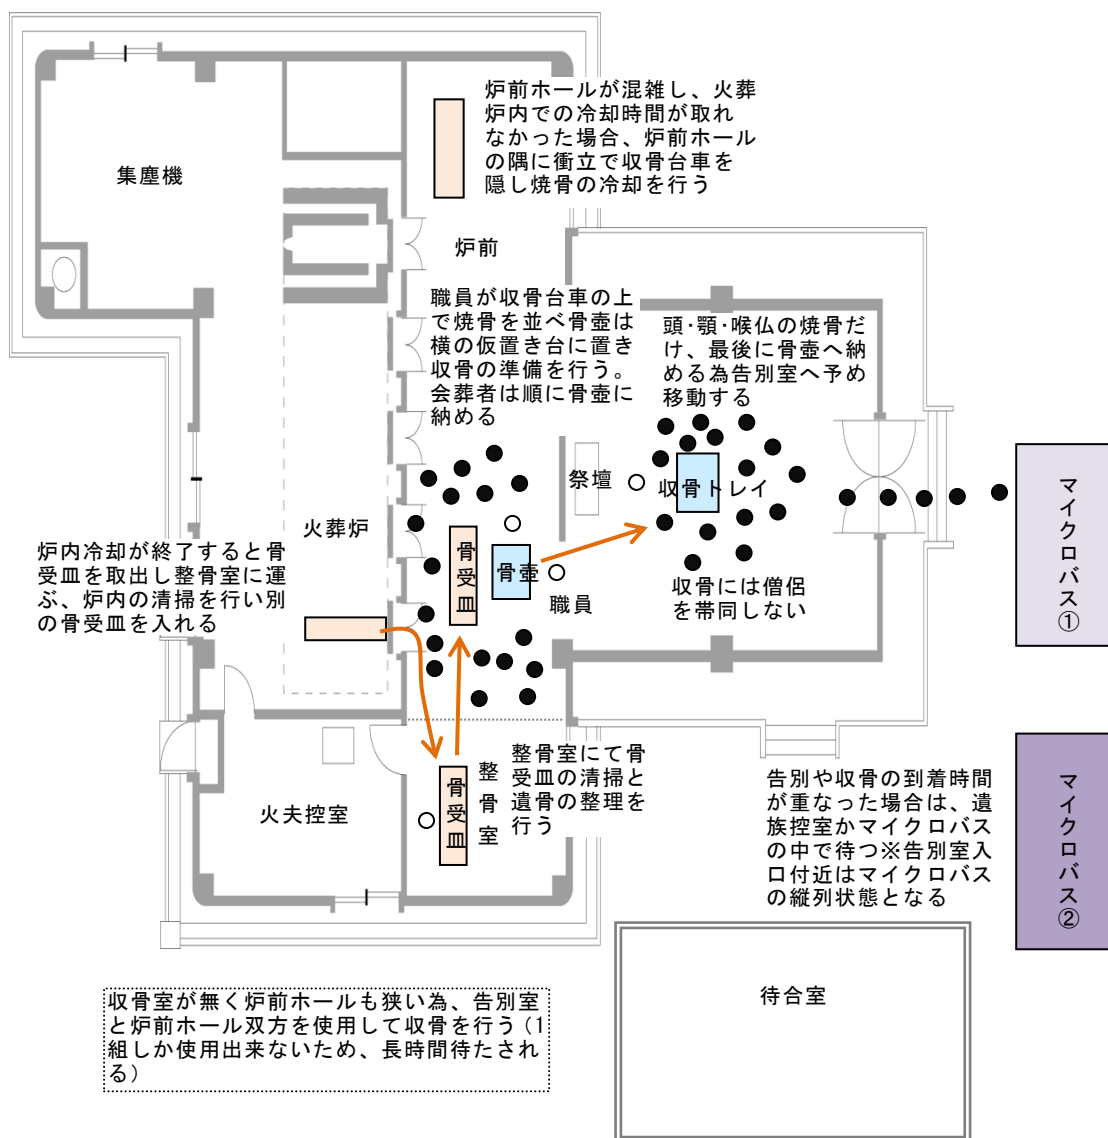 炉前ホールが混雑し、火葬
炉内での冷却時間が取れ
なかった場合、炉前ホール
の隅に衝立で収骨台車を
隠し焼骨の冷却を行う
集塵機
炉前
職員が収骨台車の上
で焼骨を並べ骨壺は
横の仮置き台に置き
収骨の準備を行う。
会葬者は順に骨壺に
納める
頭・顎・喉仏の焼骨だ
け、最後に骨壺へ納
める為告別室へ予め
移動する
祭壇
収骨トレイ
マイクロバス①
火葬炉
炉内冷却が終了すると骨
受皿を取出し整骨室に運
ぶ、炉内の清掃を行い別
の骨受皿を入れる
骨受皿
骨壺
職員
収骨には僧侶
を帯同しない
整骨室にて骨
受皿の清掃と
遺骨の整理を
行う
整骨室
骨受皿
火夫控室
告別や収骨の到着時間
が重なった場合は、遺
族控室かマイクロバス
の中で待つ※告別室入
口付近はマイクロバス
の縦列状態となる
マイクロバス②
収骨室が無く炉前ホールも狭い為、告別室
と炉前ホール双方を使用して収骨を行う(1
組しか使用出来ないため、長時間待たされ
る)
待合室